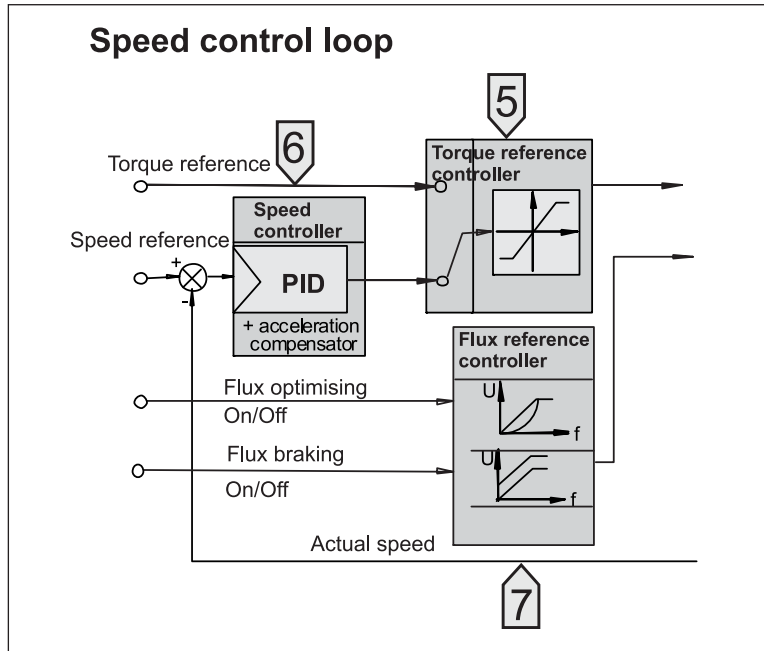 Speed control loop
5
6
Torque reference
Torque reference
controller
Speed
controller
Speed reference
+
-
PID
+ acceleration
compensator
Flux reference
controller
Flux optimising
On/Off
U
f
Flux braking
On/Off
U
f
Actual speed
7